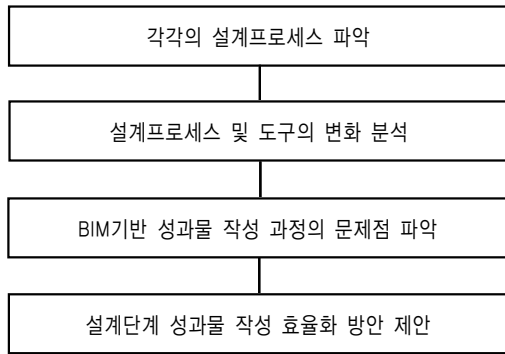 각각의 설계프로세스 파악
설계프로세스 및 도구의 변화 분석
BIM기반 성과물 작성 과정의 문제점 파악
설계단계 성과물 작성 효율화 방안 제안